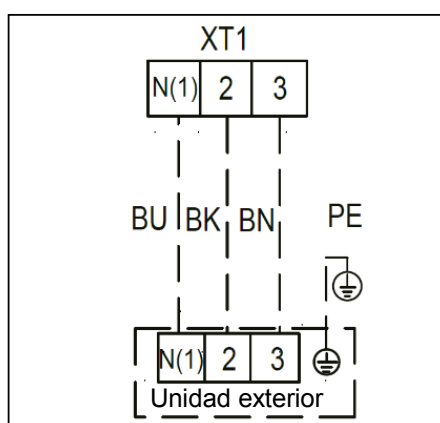 XT1
N(1) 2 3
BU BK BN PE
N(1) 2 3
Unidad exterior